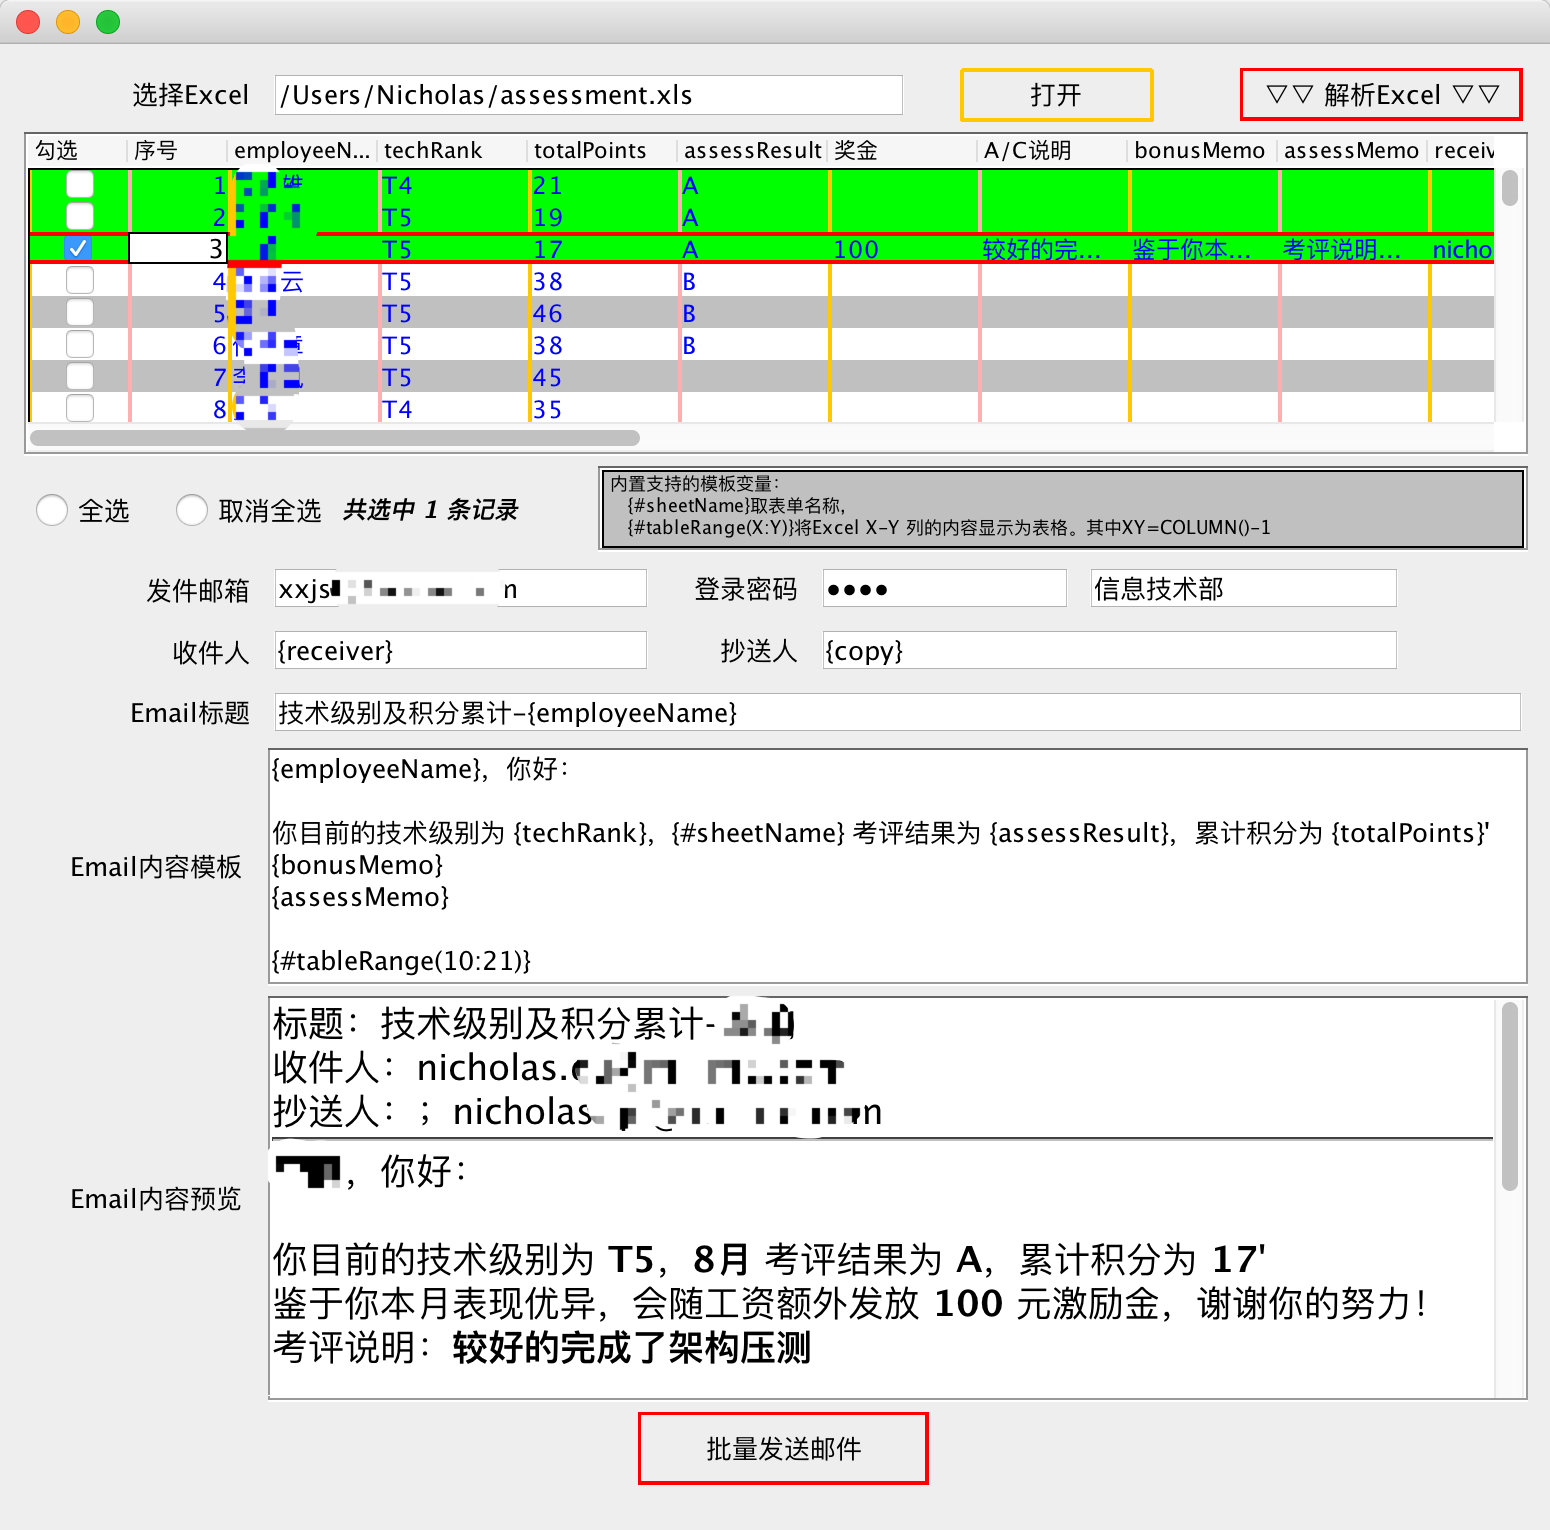 选择Excel /Users/Nicholas/assessment.xls 打开 ▽▽ 解析Excel ▽▽
勾选 序号 employeeN... techRank totalPoints assessResult 奖金 A/C说明 bonusMemo assessMemo receiv
1 雄 T4 21 A
2 T5 19 A
3 T5 17 A 100 较好的完... 鉴于你本... 考评说明... nicho
4 云 T5 38 B
5 T5 46 B
6 T5 38 B
7 T5 45
8 T4 35
全选 取消全选 共选中 1 条记录
内置支持的模板变量：
{#sheetName}取表单名称，
{#tableRange(X:Y)}将Excel X-Y 列的内容显示为表格。其中XY=COLUMN()-1
发件邮箱 xxjs n 登录密码 ●●●● 信息技术部
收件人 {receiver} 抄送人 {copy}
Email标题 技术级别及积分累计-{employeeName}
Email内容模板
{employeeName}，你好：
你目前的技术级别为 {techRank}，{#sheetName} 考评结果为 {assessResult}，累计积分为 {totalPoints}'
{bonusMemo}
{assessMemo}
{#tableRange(10:21)}
Email内容预览
标题：技术级别及积分累计-
收件人：nicholas.
抄送人：；nicholas n
，你好：
你目前的技术级别为 T5，8月 考评结果为 A，累计积分为 17'
鉴于你本月表现优异，会随工资额外发放 100 元激励金，谢谢你的努力！
考评说明：较好的完成了架构压测
批量发送邮件